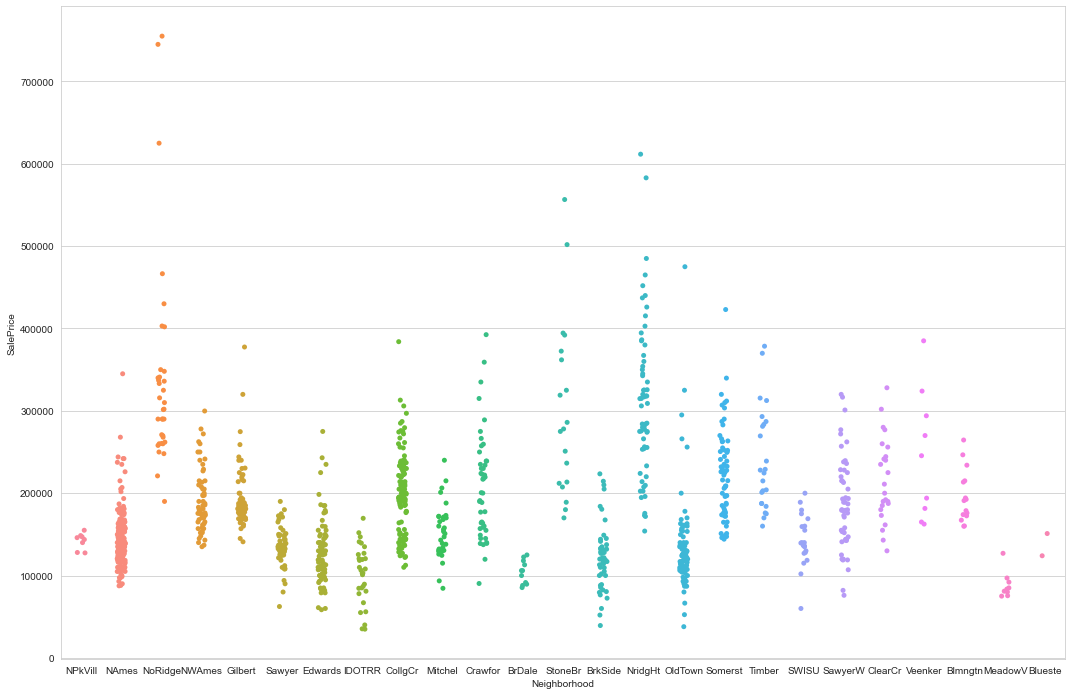 700000
600000
500000
400000
300000
200000
100000
0
SalePrice
NPkVill NAmes NoRidge NWAmes Gilbert Sawyer Edwards IDOTRR CollgCr Mitchel Crawfor BrDale StoneBr BrkSide NridgHt OldTown Somerst Timber SWISU SawyerW ClearCr Veenker Blmngtn MeadowV Blueste
Neighborhood